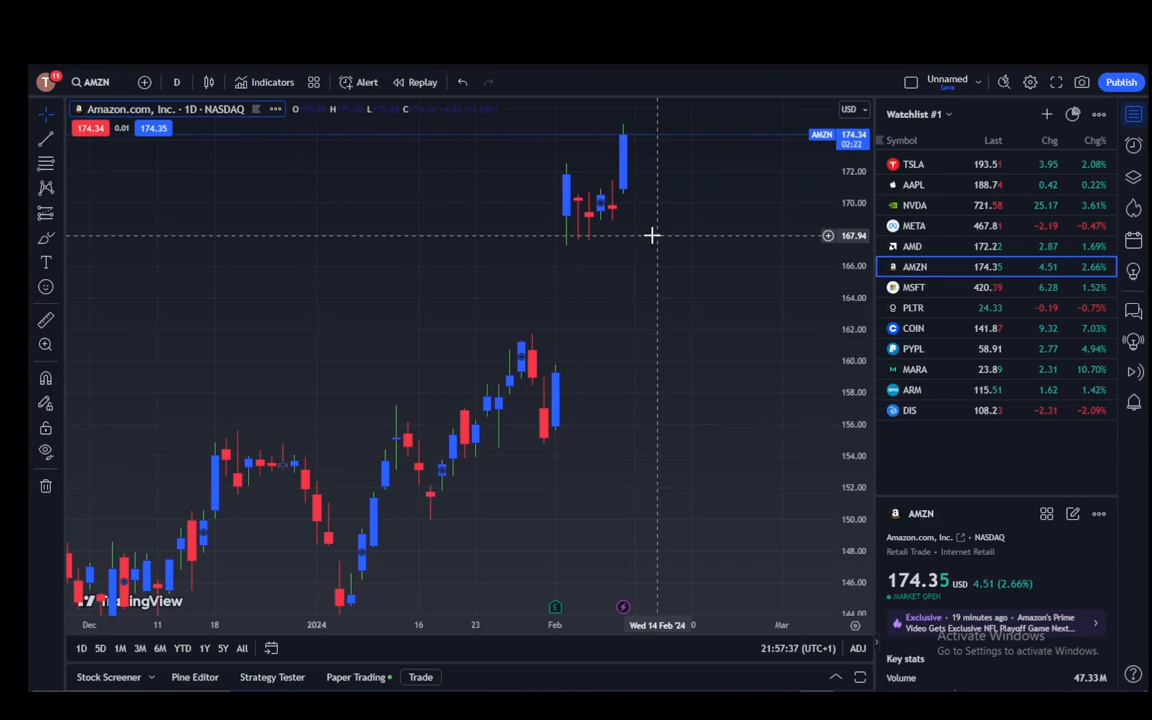 T 11 AMZN D Indicators Alert Replay Unnamed Save Publish
Amazon.com, Inc. · 1D · NASDAQ O H L C
174.34 0.01 174.35
USD
AMZN 174.34
02:22
172.00
170.00
167.94
166.00
164.00
162.00
160.00
158.00
156.00
154.00
152.00
150.00
148.00
146.00
144.00
TradingView
E
Dec 11 18 2024 16 23 Feb Wed 14 Feb '24 Mar
1D 5D 1M 3M 6M YTD 1Y 5Y All 21:57:37 (UTC+1) ADJ
Stock Screener Pine Editor Strategy Tester Paper Trading Trade
Watchlist #1
Symbol Last Chg Chg%
TSLA 193.51 3.95 2.08%
AAPL 188.74 0.42 0.22%
NVDA 721.58 25.17 3.61%
META 467.81 −2.19 −0.47%
AMD 172.22 2.87 1.69%
AMZN 174.35 4.51 2.66%
MSFT 420.39 6.28 1.52%
PLTR 24.33 −0.19 −0.75%
COIN 141.87 9.32 7.03%
PYPL 58.91 2.77 4.94%
MARA 23.89 2.31 10.70%
ARM 115.51 1.62 1.42%
DIS 108.23 −2.31 −2.09%
AMZN
Amazon.com, Inc. · NASDAQ
Retail Trade · Internet Retail
174.35 USD 4.51 (2.66%)
MARKET OPEN
Exclusive · 19 minutes ago · Amazon's Prime
Video Gets Exclusive NFL Playoff Game Next...
Activate Windows
Go to Settings to activate Windows.
Key stats
Volume 47.33M